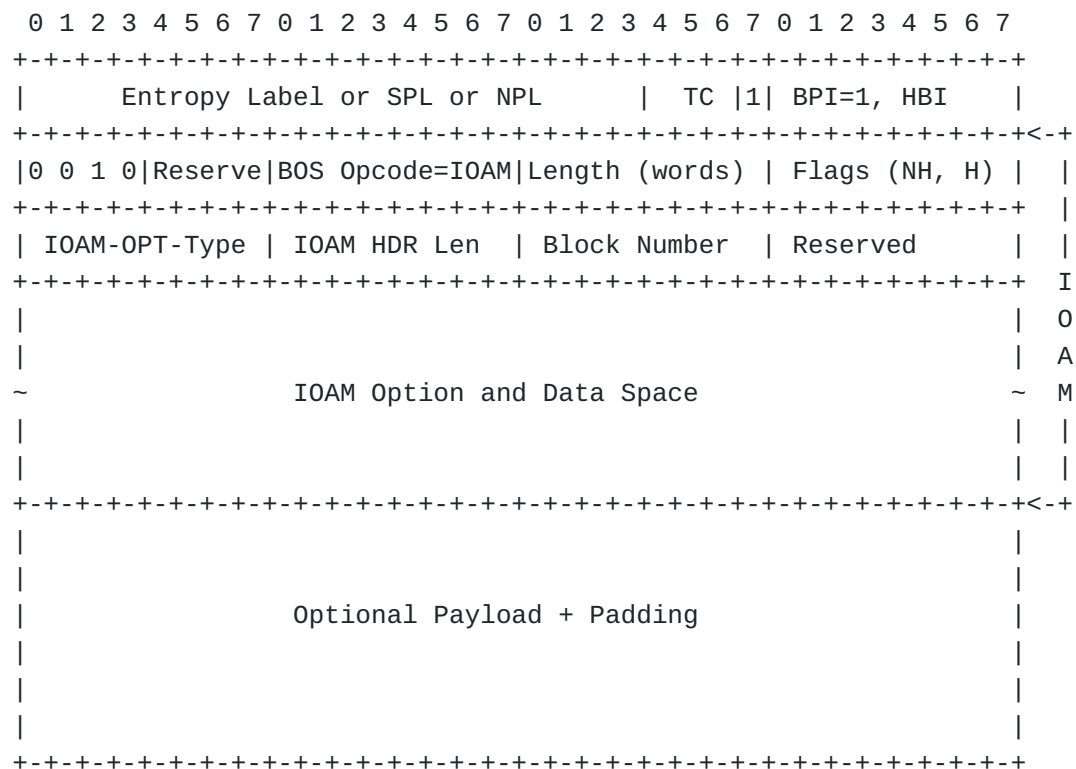 0 1 2 3 4 5 6 7 0 1 2 3 4 5 6 7 0 1 2 3 4 5 6 7 0 1 2 3 4 5 6 7
+-+-+-+-+-+-+-+-+-+-+-+-+-+-+-+-+-+-+-+-+-+-+-+-+-+-+-+-+-+-+-+-+
|      Entropy Label or SPL or NPL      |  TC |1| BPI=1, HBI    |
+-+-+-+-+-+-+-+-+-+-+-+-+-+-+-+-+-+-+-+-+-+-+-+-+-+-+-+-+-+-+-+-+<-+
|0 0 1 0|Reserve|BOS Opcode=IOAM|Length (words) | Flags (NH, H) |  |
+-+-+-+-+-+-+-+-+-+-+-+-+-+-+-+-+-+-+-+-+-+-+-+-+-+-+-+-+-+-+-+-+  |
| IOAM-OPT-Type | IOAM HDR Len  | Block Number  | Reserved      |  |
+-+-+-+-+-+-+-+-+-+-+-+-+-+-+-+-+-+-+-+-+-+-+-+-+-+-+-+-+-+-+-+-+  I
|                                                               |  O
|                                                               |  A
~                 IOAM Option and Data Space                    ~  M
|                                                               |  |
|                                                               |  |
+-+-+-+-+-+-+-+-+-+-+-+-+-+-+-+-+-+-+-+-+-+-+-+-+-+-+-+-+-+-+-+-+<-+
|                                                               |
|                                                               |
|                 Optional Payload + Padding                    |
|                                                               |
|                                                               |
|                                                               |
+-+-+-+-+-+-+-+-+-+-+-+-+-+-+-+-+-+-+-+-+-+-+-+-+-+-+-+-+-+-+-+-+